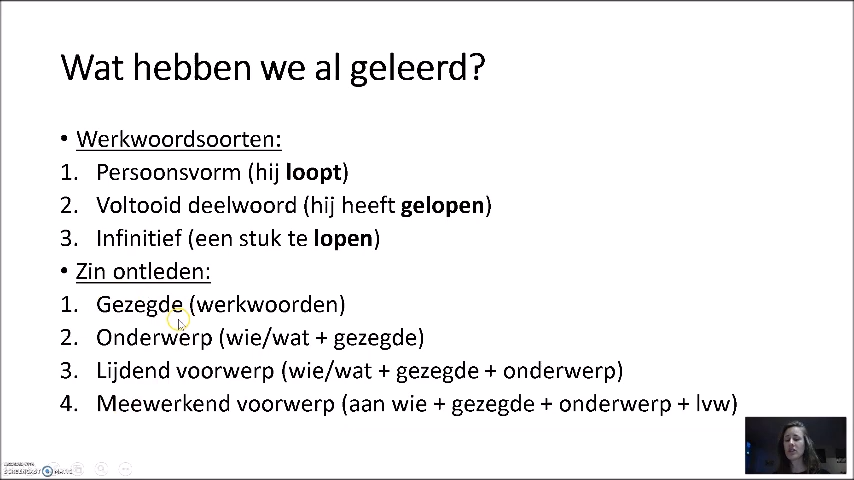 Wat hebben we al geleerd?
• Werkwoordsoorten:
1. Persoonsvorm (hij loopt)
2. Voltooid deelwoord (hij heeft gelopen)
3. Infinitief (een stuk te lopen)
• Zin ontleden:
1. Gezegde (werkwoorden)
2. Onderwerp (wie/wat + gezegde)
3. Lijdend voorwerp (wie/wat + gezegde + onderwerp)
4. Meewerkend voorwerp (aan wie + gezegde + onderwerp + lvw)
SCREENCAST MATIC